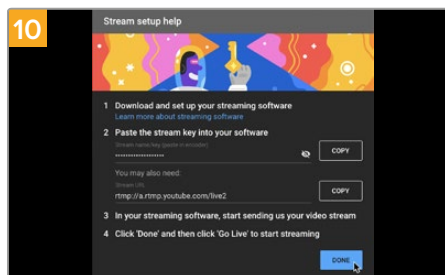 10
Stream setup help
1 Download and set up your streaming software
Learn more about streaming software
2 Paste the stream key into your software
Stream name/key (paste in encoder)
••••••••••••••••••
COPY
You may also need:
Stream URL
rtmp://a.rtmp.youtube.com/live2
COPY
3 In your streaming software, start sending us your video stream
4 Click 'Done' and then click 'Go Live' to start streaming
DONE